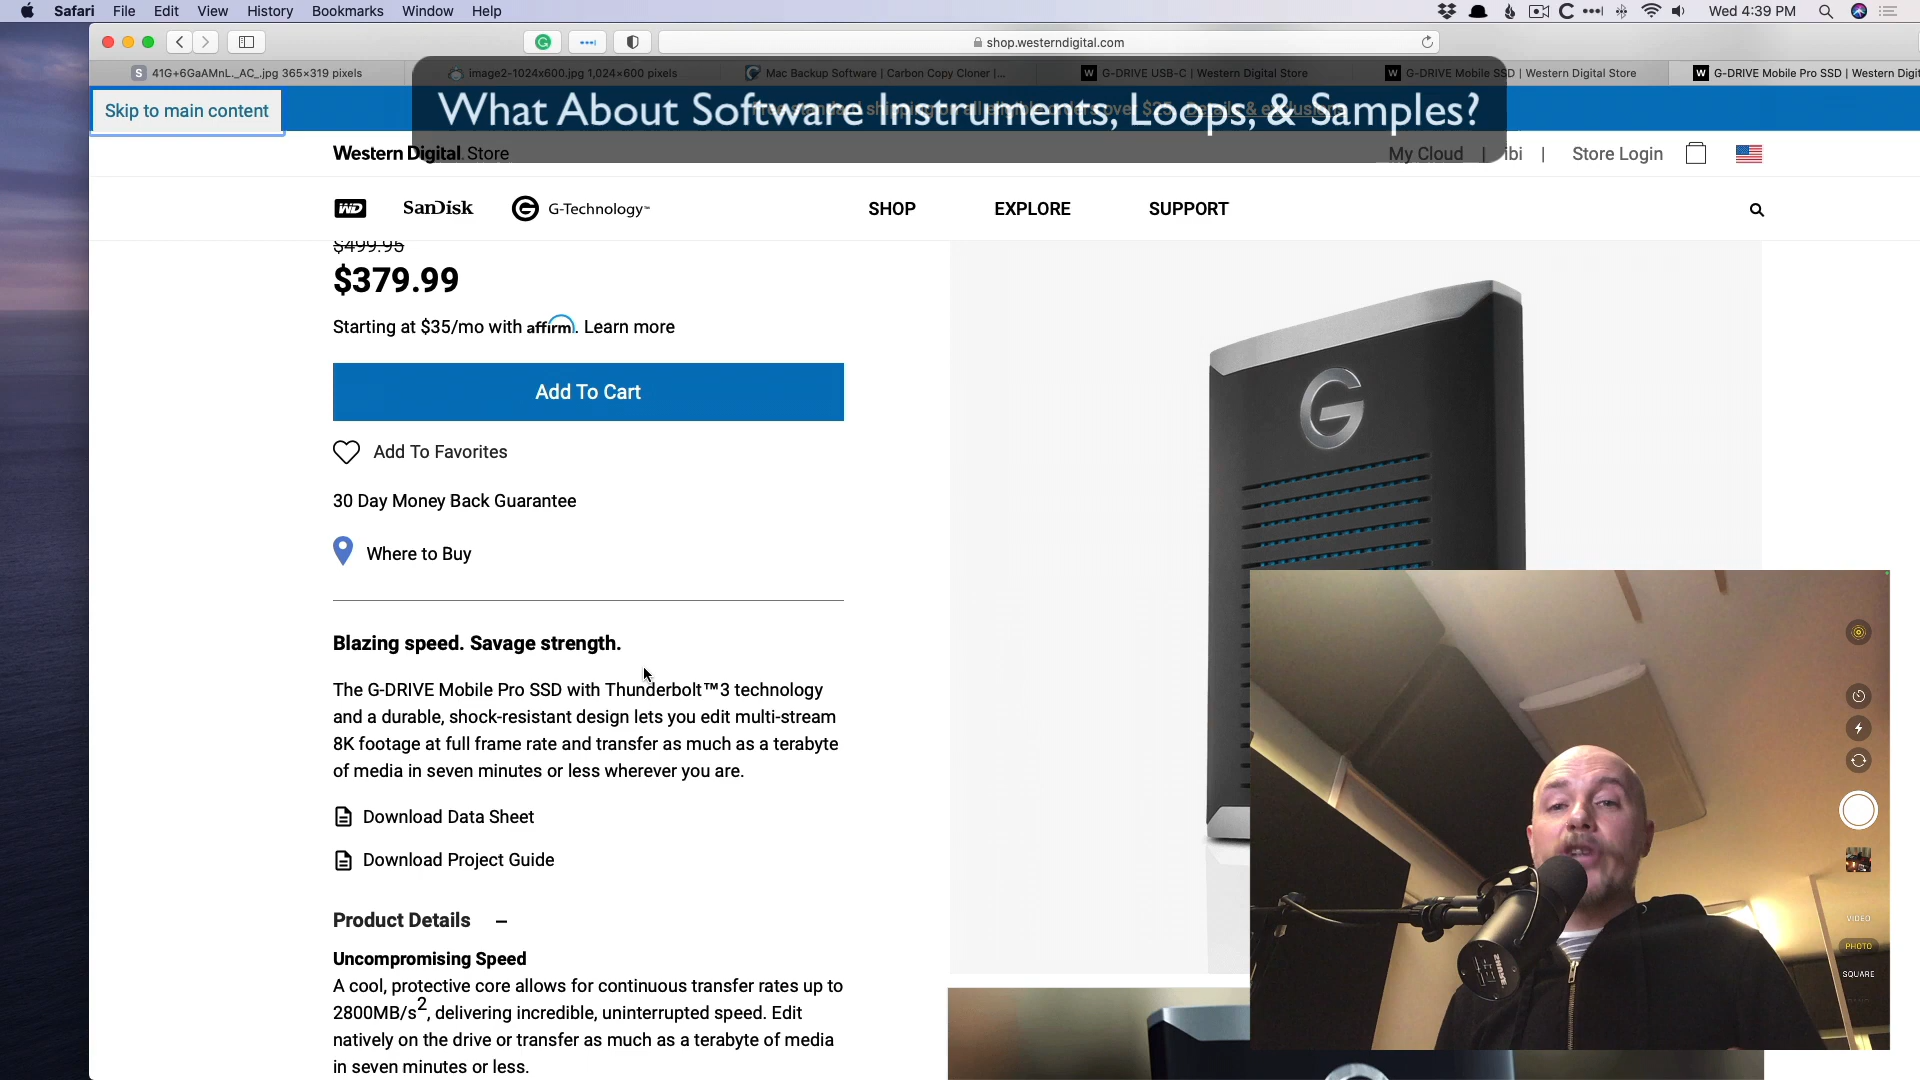 Safari File Edit View History Bookmarks Window Help
Wed 4:39 PM
shop.westerndigital.com
S 41G+6GaAMnL._AC_.jpg 365×319 pixels
image2-1024x600.jpg 1,024×600 pixels
Mac Backup Software | Carbon Copy Cloner |...
W G-DRIVE USB-C | Western Digital Store
W G-DRIVE Mobile SSD | Western Digital Store
W G-DRIVE Mobile Pro SSD | Western Digit
Skip to main content
What About Software Instruments, Loops, & Samples?
Western Digital. Store
My Cloud | ibi | Store Login
WD SanDisk G-Technology™
SHOP EXPLORE SUPPORT
$499.95
$379.99
Starting at $35/mo with affirm. Learn more
Add To Cart
Add To Favorites
30 Day Money Back Guarantee
Where to Buy
Blazing speed. Savage strength.
The G-DRIVE Mobile Pro SSD with Thunderbolt™3 technology
and a durable, shock-resistant design lets you edit multi-stream
8K footage at full frame rate and transfer as much as a terabyte
of media in seven minutes or less wherever you are.
Download Data Sheet
Download Project Guide
Product Details –
Uncompromising Speed
A cool, protective core allows for continuous transfer rates up to
2800MB/s2, delivering incredible, uninterrupted speed. Edit
natively on the drive or transfer as much as a terabyte of media
in seven minutes or less.
G
VIDEO
PHOTO
SQUARE
SHURE